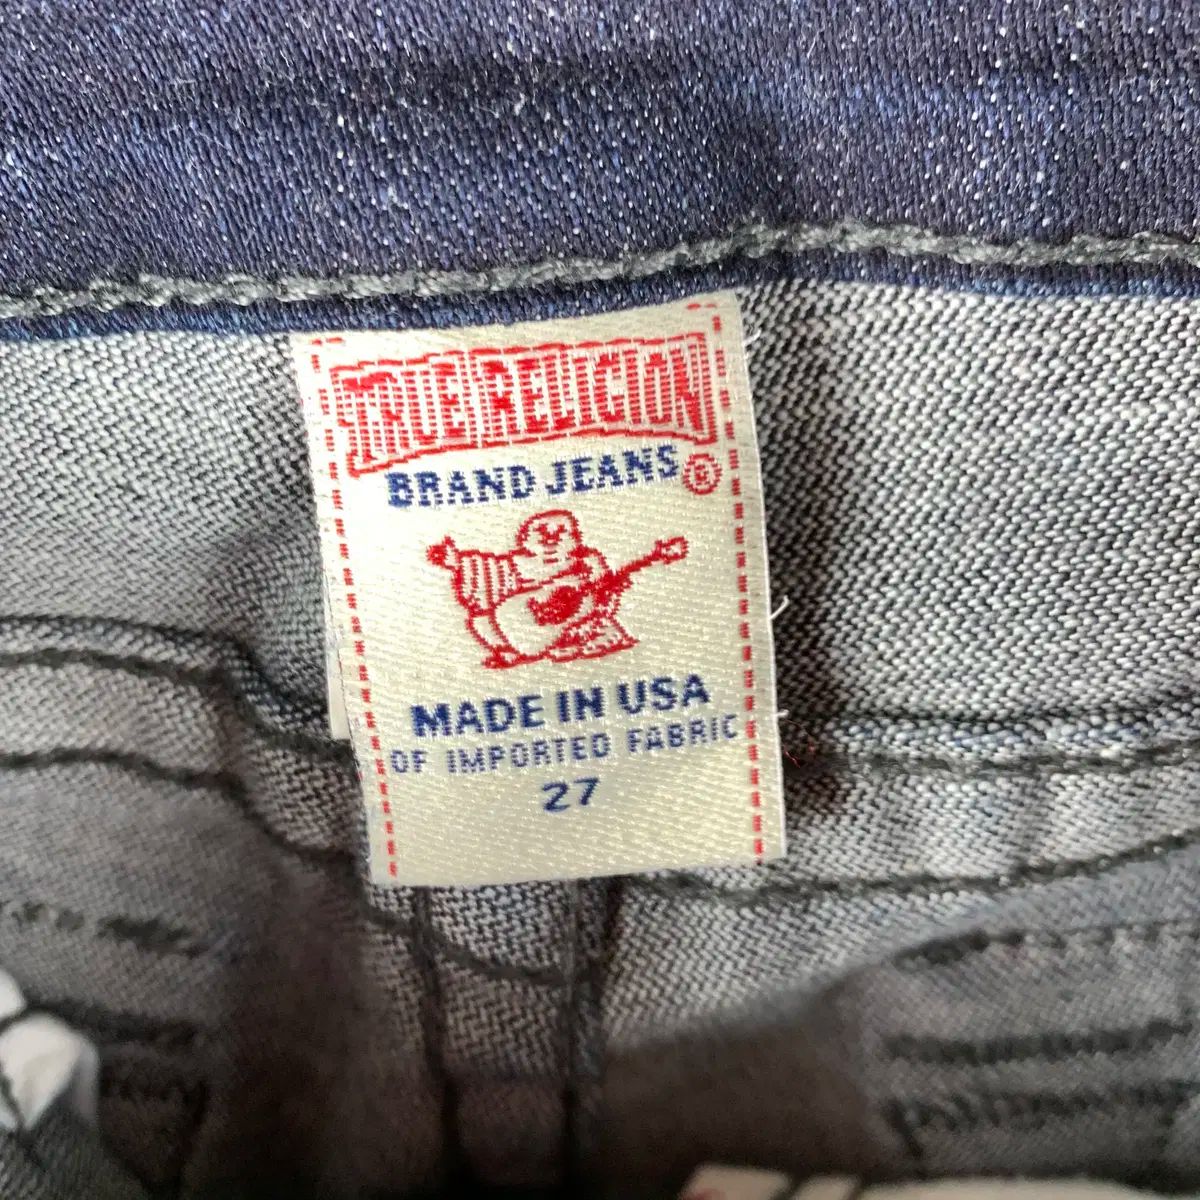 TRUE RELIGION
BRAND JEANS ®
MADE IN USA
OF IMPORTED FABRIC
27